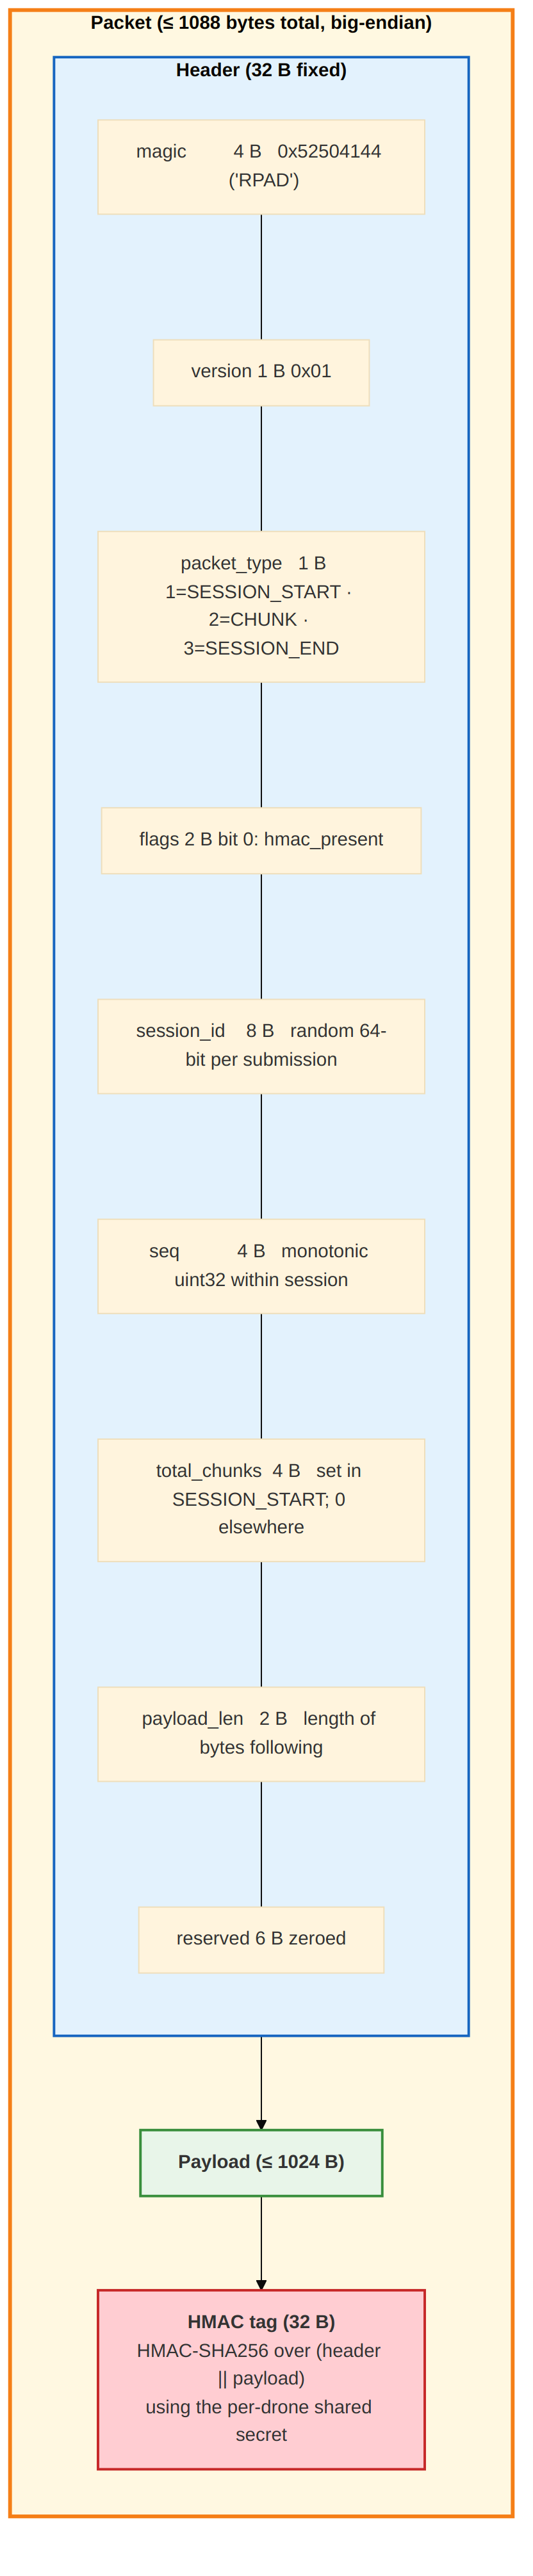 Packet (≤ 1088 bytes total, big-endian)
Header (32 B fixed)
magic         4 B   0x52504144
('RPAD')
version 1 B 0x01
packet_type   1 B
1=SESSION_START ·
2=CHUNK ·
3=SESSION_END
flags 2 B bit 0: hmac_present
session_id    8 B   random 64-
bit per submission
seq           4 B   monotonic
uint32 within session
total_chunks  4 B   set in
SESSION_START; 0
elsewhere
payload_len   2 B   length of
bytes following
reserved 6 B zeroed
Payload (≤ 1024 B)
HMAC tag (32 B)
HMAC-SHA256 over (header
|| payload)
using the per-drone shared
secret